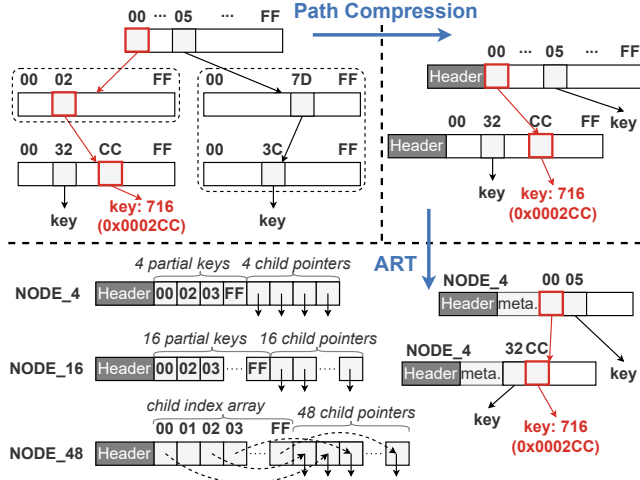 Path Compression
00 ... 05 ... FF
00 02 FF
00 7D FF
00 32 CC FF
00 3C FF
key
key: 716
(0x0002CC)
key
00 ... 05 ... FF
Header
key
00 32 CC FF
Header
key
key: 716
(0x0002CC)
ART
4 partial keys 4 child pointers
NODE_4 Header 00 02 03 FF
16 partial keys 16 child pointers
NODE_16 Header 00 02 03 ... FF ...
child index array
00 01 02 03 ... FF 48 child pointers
NODE_48 Header ... ...
NODE_4 00 05
Header meta.
key
NODE_4 32 CC
Header meta.
key
key: 716
(0x0002CC)